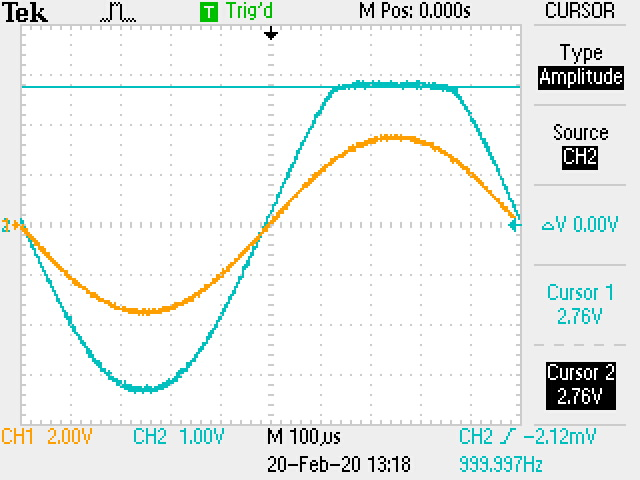 Tek T Trig'd M Pos: 0.000s CURSOR
Type
Amplitude
Source
CH2
2
△V 0.00V
Cursor 1
2.76V
Cursor 2
2.76V
CH1 2.00V CH2 1.00V M 100µs CH2 -2.12mV
20-Feb-20 13:18 999.997Hz